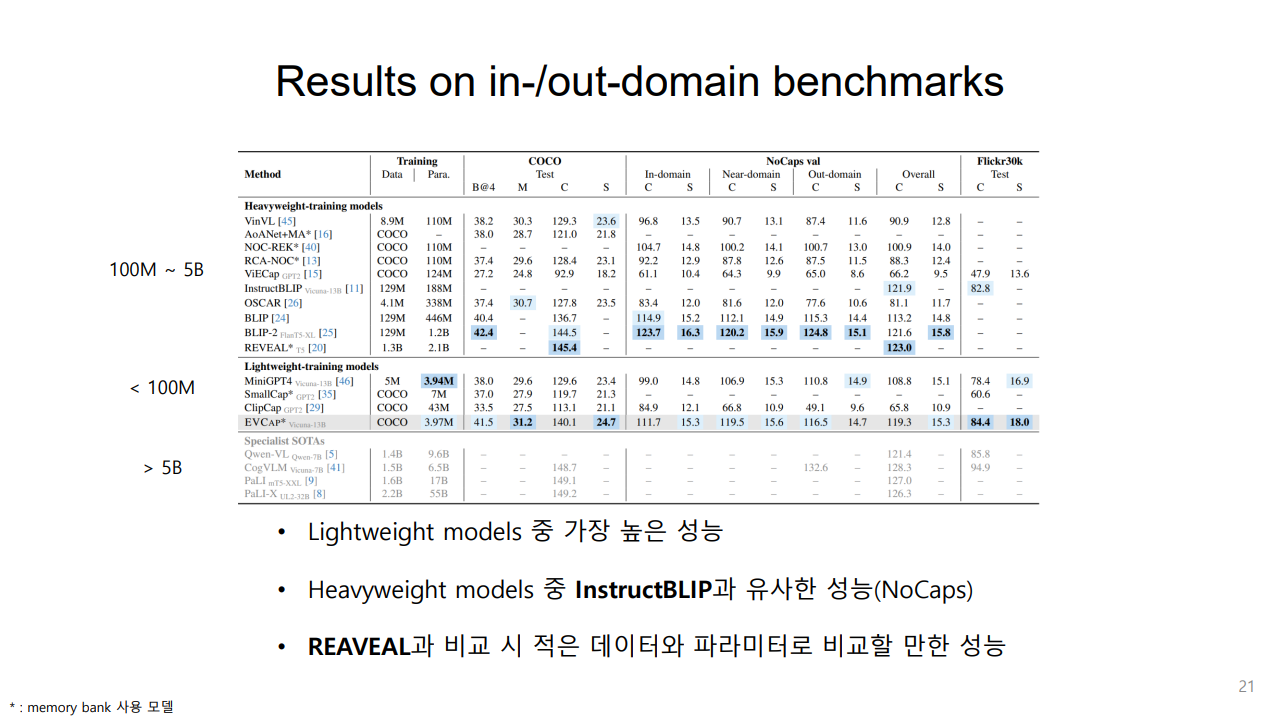 Results on in-/out-domain benchmarks
Training COCO NoCaps val Flickr30k
Method Data Para. Test In-domain Near-domain Out-domain Overall Test
B@4 M C S C S C S C S C S C S
Heavyweight-training models
VinVL [45] 8.9M 110M 38.2 30.3 129.3 23.6 96.8 13.5 90.7 13.1 87.4 11.6 90.9 12.8 – –
AoANet+MA* [16] COCO – 38.0 28.7 121.0 21.8 – – – – – – – – – –
NOC-REK* [40] COCO 110M – – – – 104.7 14.8 100.2 14.1 100.7 13.0 100.9 14.0 – –
RCA-NOC* [13] COCO 110M 37.4 29.6 128.4 23.1 92.2 12.9 87.8 12.6 87.5 11.5 88.3 12.4 – –
100M ~ 5B
ViECap GPT2 [15] COCO 124M 27.2 24.8 92.9 18.2 61.1 10.4 64.3 9.9 65.0 8.6 66.2 9.5 47.9 13.6
InstructBLIP Vicuna-13B [11] 129M 188M – – – – – – – – – – 121.9 – 82.8 –
OSCAR [26] 4.1M 338M 37.4 30.7 127.8 23.5 83.4 12.0 81.6 12.0 77.6 10.6 81.1 11.7 – –
BLIP [24] 129M 446M 40.4 – 136.7 – 114.9 15.2 112.1 14.9 115.3 14.4 113.2 14.8 – –
BLIP-2 FlanT5-XL [25] 129M 1.2B 42.4 – 144.5 – 123.7 16.3 120.2 15.9 124.8 15.1 121.6 15.8 – –
REVEAL* T5 [20] 1.3B 2.1B – – 145.4 – – – – – – – 123.0 – – –
Lightweight-training models
MiniGPT4 Vicuna-13B [46] 5M 3.94M 38.0 29.6 129.6 23.4 99.0 14.8 106.9 15.3 110.8 14.9 108.8 15.1 78.4 16.9
< 100M
SmallCap* GPT2 [35] COCO 7M 37.0 27.9 119.7 21.3 – – – – – – – – 60.6 –
ClipCap GPT2 [29] COCO 43M 33.5 27.5 113.1 21.1 84.9 12.1 66.8 10.9 49.1 9.6 65.8 10.9 – –
EVCAP* Vicuna-13B COCO 3.97M 41.5 31.2 140.1 24.7 111.7 15.3 119.5 15.6 116.5 14.7 119.3 15.3 84.4 18.0
Specialist SOTAs
Qwen-VL Qwen-7B [5] 1.4B 9.6B – – – – – – – – – – 121.4 – 85.8 –
> 5B
CogVLM Vicuna-7B [41] 1.5B 6.5B – – 148.7 – – – – – 132.6 – 128.3 – 94.9 –
PaLI mT5-XXL [9] 1.6B 17B – – 149.1 – – – – – – – 127.0 – – –
PaLI-X UL2-32B [8] 2.2B 55B – – 149.2 – – – – – – – 126.3 – – –
• Lightweight models 중 가장 높은 성능
• Heavyweight models 중 InstructBLIP과 유사한 성능(NoCaps)
• REAVEAL과 비교 시 적은 데이터와 파라미터로 비교할 만한 성능
21
* : memory bank 사용 모델